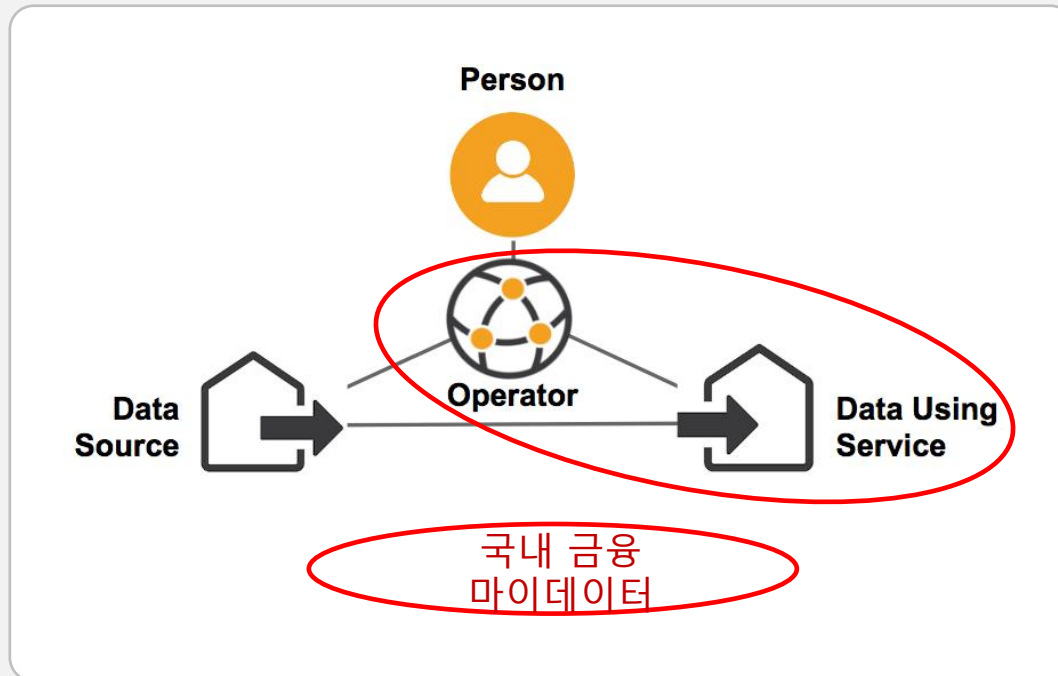 Person
Operator
Data
Source
Data Using
Service
국내 금융
마이데이터